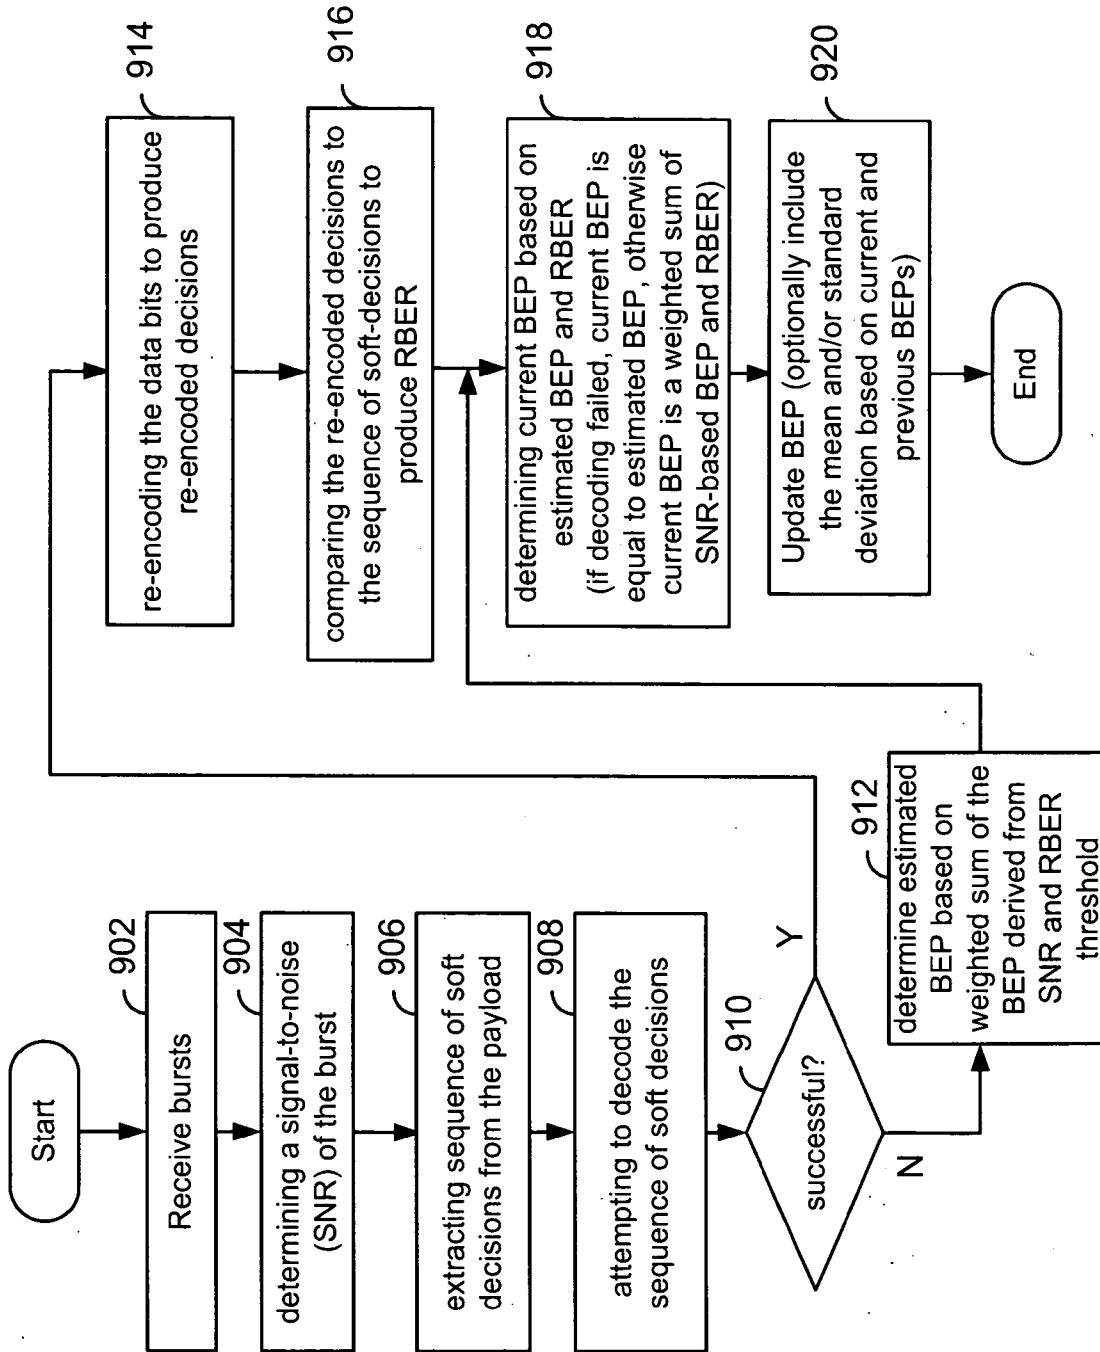 Start
902
Receive bursts
904
determining a signal-to-noise
(SNR) of the burst
906
extracting sequence of soft
decisions from the payload
908
attempting to decode the
sequence of soft decisions
910
successful?
Y
N
912
determine estimated
BEP based on
weighted sum of the
BEP derived from
SNR and RBER
threshold
914
re-encoding the data bits to produce
re-encoded decisions
916
comparing the re-encoded decisions to
the sequence of soft-decisions to
produce RBER
918
determining current BEP based on
estimated BEP and RBER
(if decoding failed, current BEP is
equal to estimated BEP, otherwise
current BEP is a weighted sum of
SNR-based BEP and RBER)
920
Update BEP (optionally include
the mean and/or standard
deviation based on current and
previous BEPs)
End